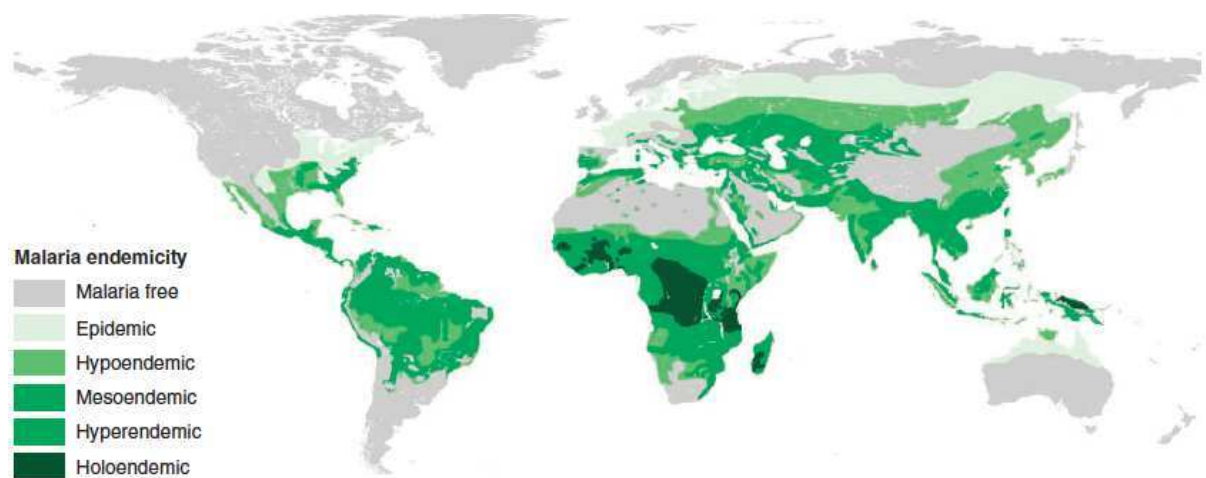 Malaria endemicity
Malaria free
Epidemic
Hypoendemic
Mesoendemic
Hyperendemic
Holoendemic